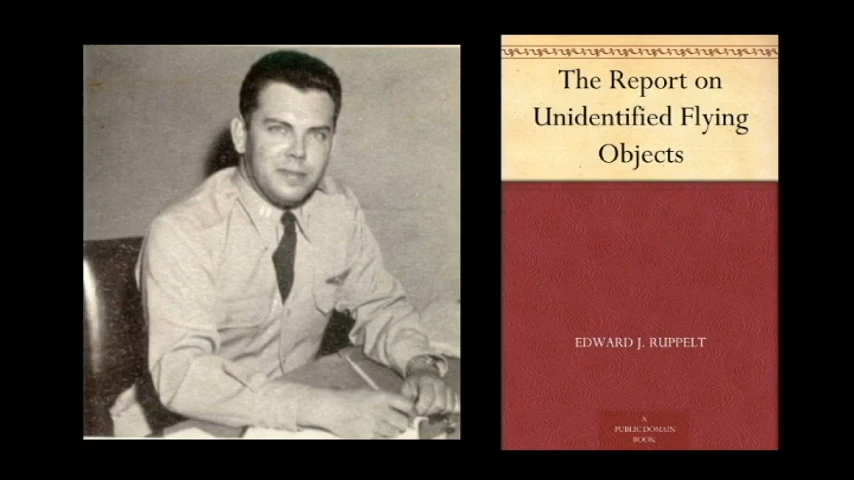 The Report on
Unidentified Flying
Objects
EDWARD J. RUPPELT
A
PUBLIC DOMAIN
BOOK